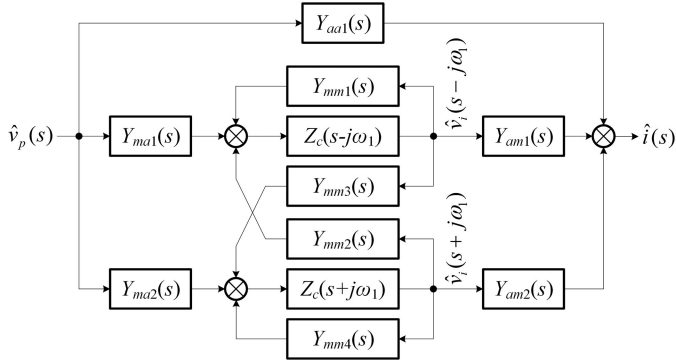 Yaa1(s)
Ymm1(s)
v̂i(s − jω1)
v̂p(s)
Yma1(s)
Zc(s-jω1)
Yam1(s)
î(s)
Ymm3(s)
Ymm2(s)
v̂i(s + jω1)
Yma2(s)
Zc(s+jω1)
Yam2(s)
Ymm4(s)